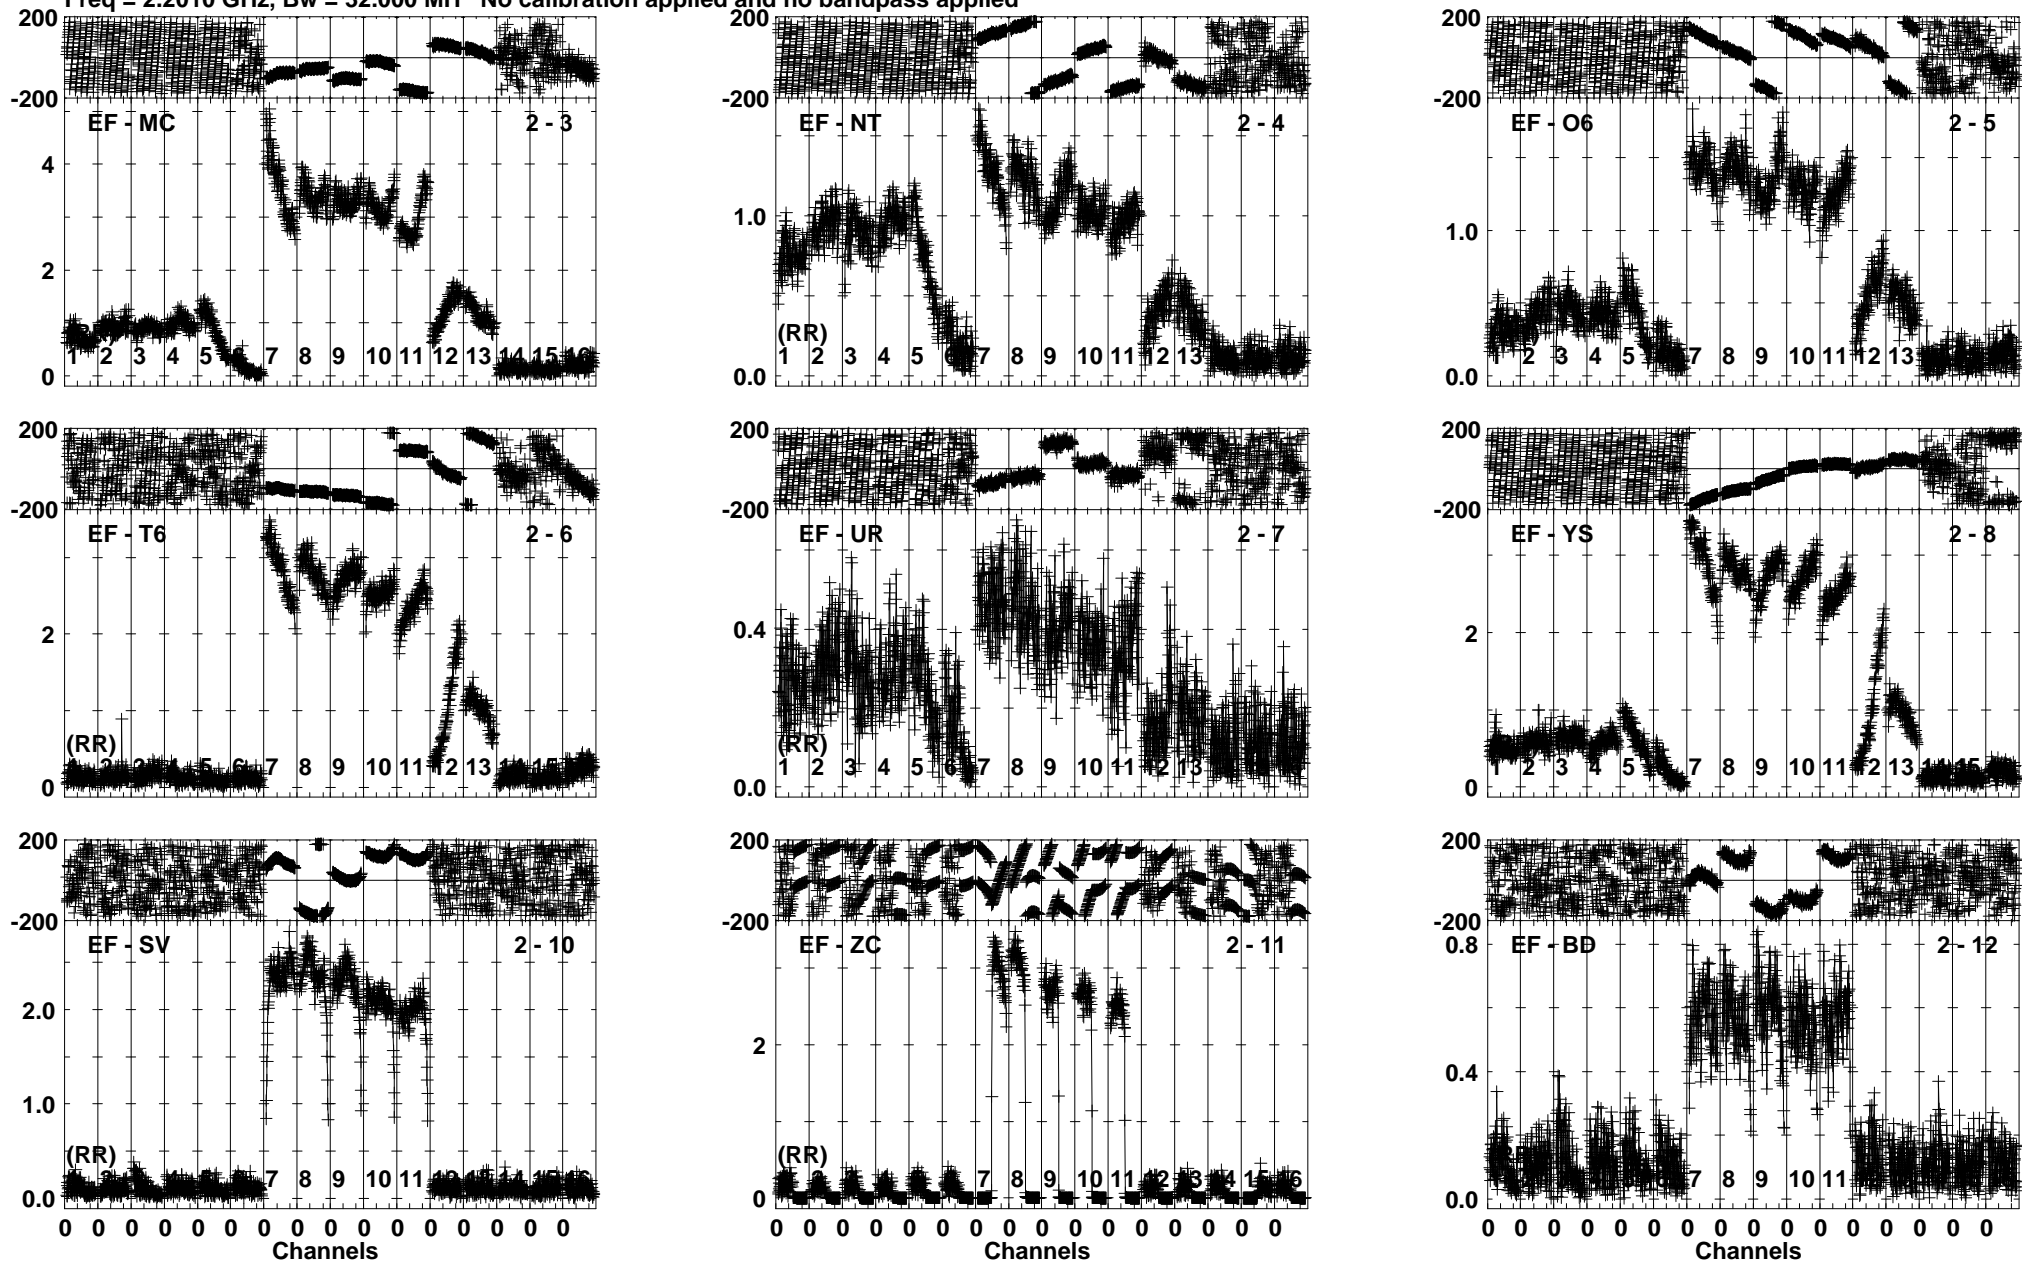 Freq = 2.2010 GHz, Bw = 32.000 MH No calibration applied and no bandpass applied
200 200 200
-200 -200 -200
EF - MC 2 - 3 EF - NT 2 - 4 EF - O6 2 - 5
4
1.0 1.0
2
(RR)
1 2 3 4 5 6 7 8 9 10 11 12 13 14 15 16 1 2 3 4 5 6 7 8 9 10 11 12 13 1 2 3 4 5 7 8 9 10 11 12 13
0 0.0 0.0
200 200 200
-200 -200 -200
EF - T6 2 - 6 EF - UR 2 - 7 EF - YS 2 - 8
2 0.4 2
(RR) (RR)
2 3 4 5 6 7 8 9 10 11 12 13 14 15 1 2 3 4 5 6 7 8 9 10 11 12 13 1 2 3 4 5 7 8 9 10 11 12 13 15
0 0.0 0
200 200 200
-200 -200 -200
EF - SV 2 - 10 EF - ZC 2 - 11 EF - BD 2 - 12
0.8
2.0
2
1.0 0.4
(RR) (RR)
7 8 9 10 11 2 4 7 8 9 10 11 12 13 14 15 16 7 8 9 10 11
0.0 0 0.0
0 0 0 0 0 0 0 0 0 0 0 0 0 0 0 0 0 0 0 0 0 0 0 0 0 0 0 0 0 0 0 0 0 0 0 0 0 0 0 0 0 0 0 0 0 0 0 0
Channels Channels Channels